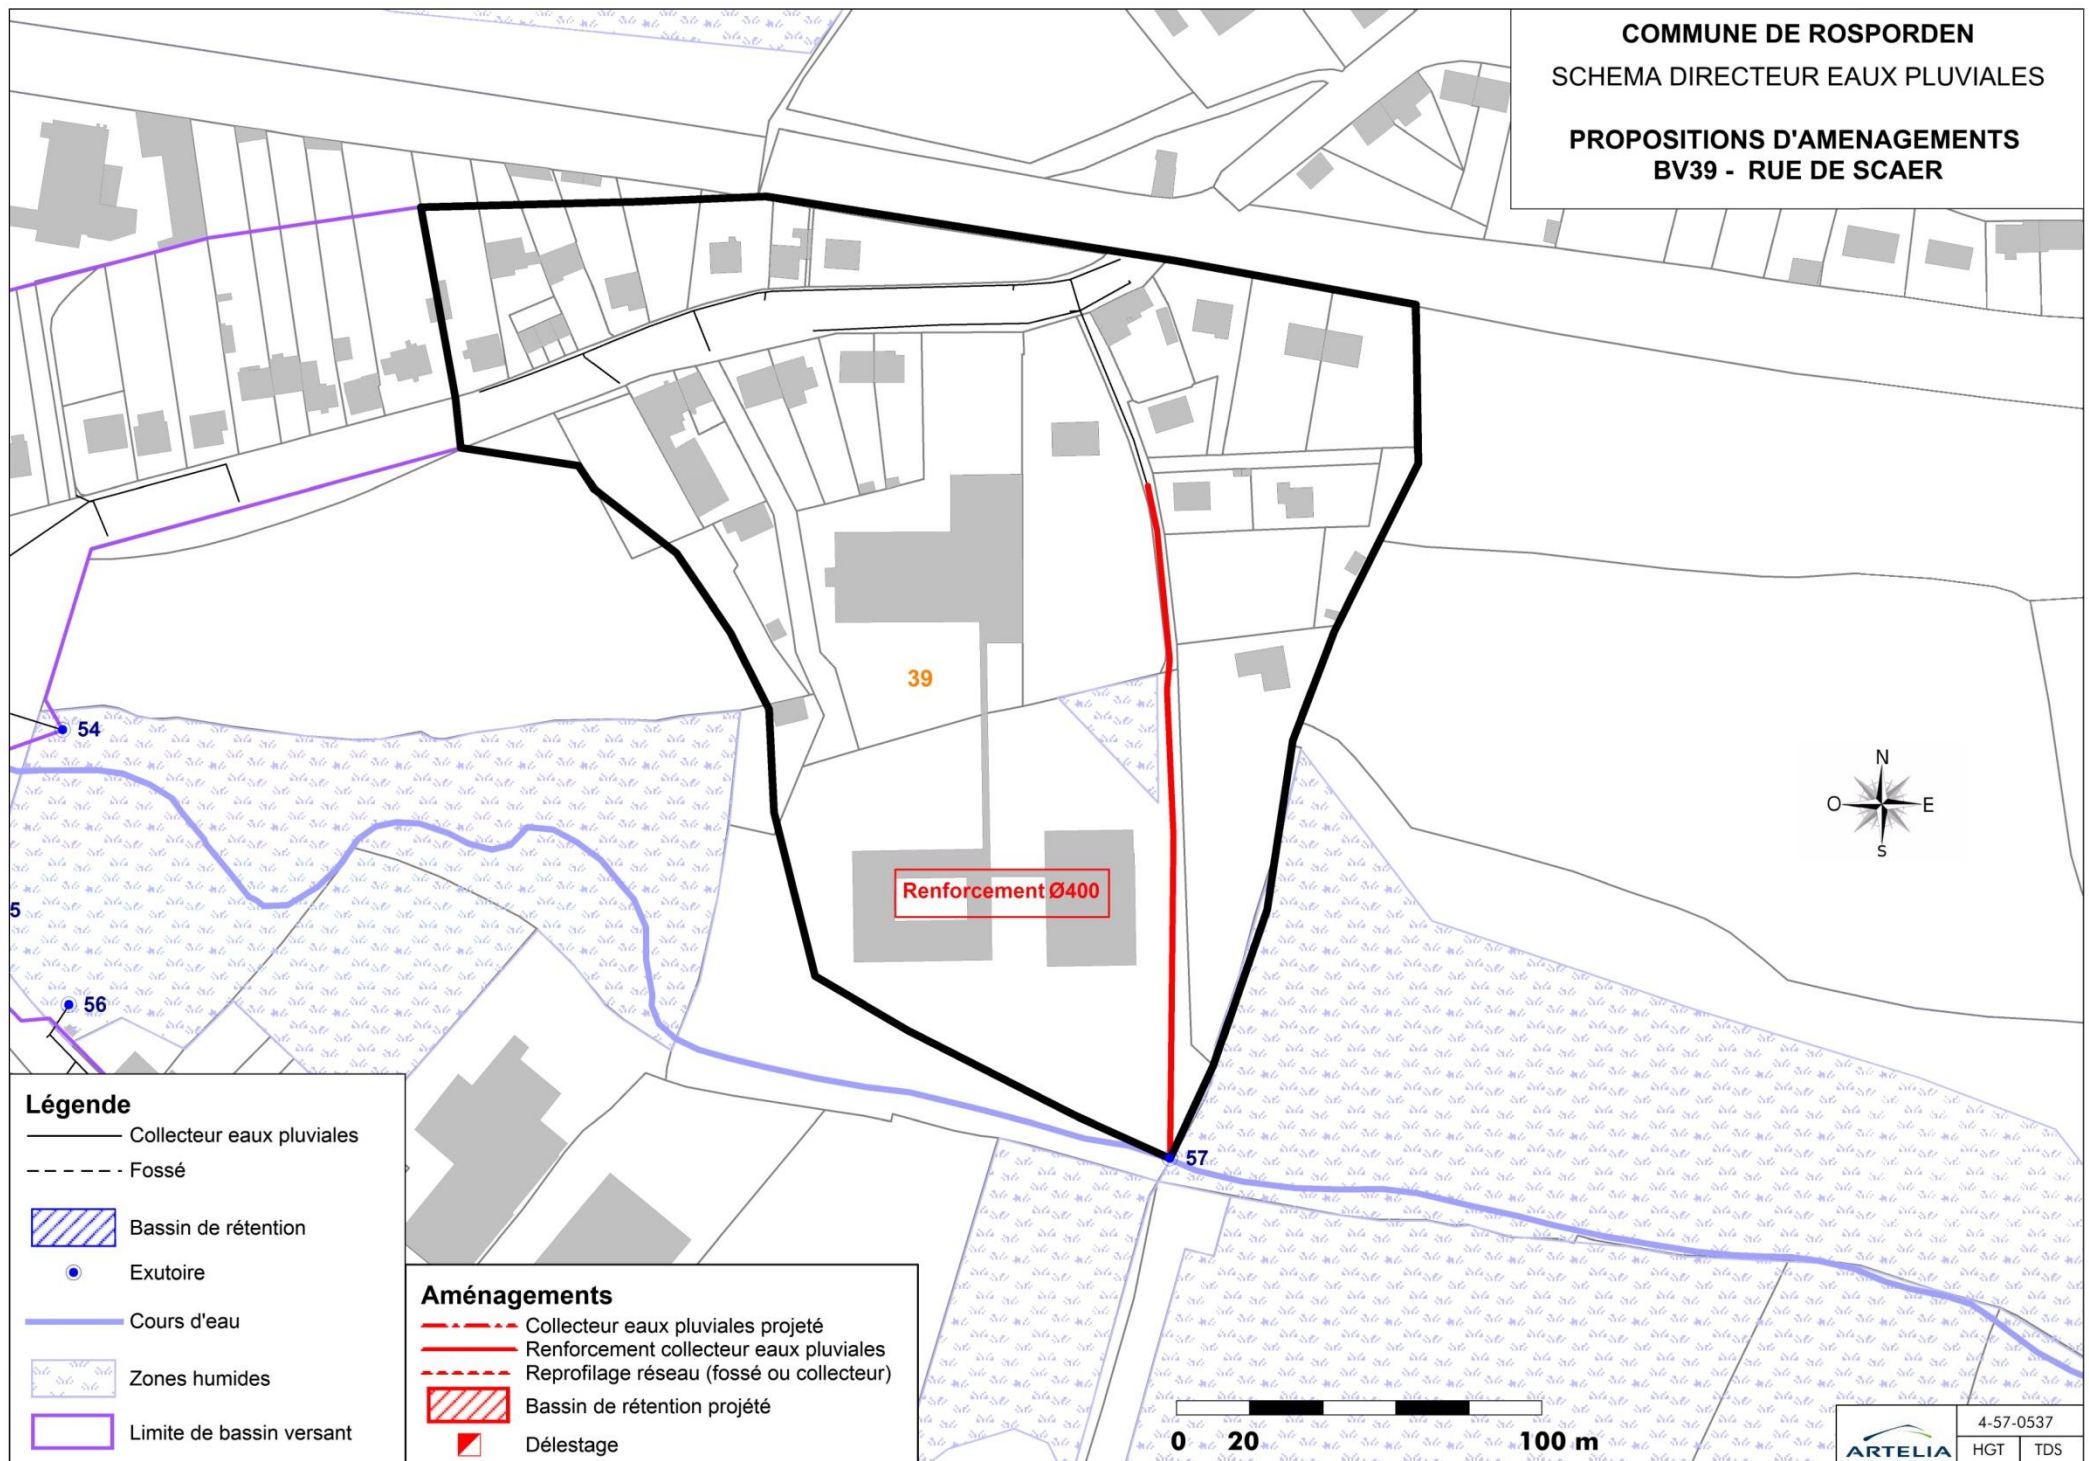 COMMUNE DE ROSPORDEN
SCHEMA DIRECTEUR EAUX PLUVIALES
PROPOSITIONS D'AMENAGEMENTS
BV39 - RUE DE SCAER
39
54
N
O E
S
Renforcement Ø400
5
56
57
Légende
Collecteur eaux pluviales
Fossé
Bassin de rétention
Exutoire
Cours d'eau
Zones humides
Limite de bassin versant
Aménagements
Collecteur eaux pluviales projeté
Renforcement collecteur eaux pluviales
Reprofilage réseau (fossé ou collecteur)
Bassin de rétention projété
Délestage
0 20 100 m
ARTELIA
4-57-0537
HGT TDS